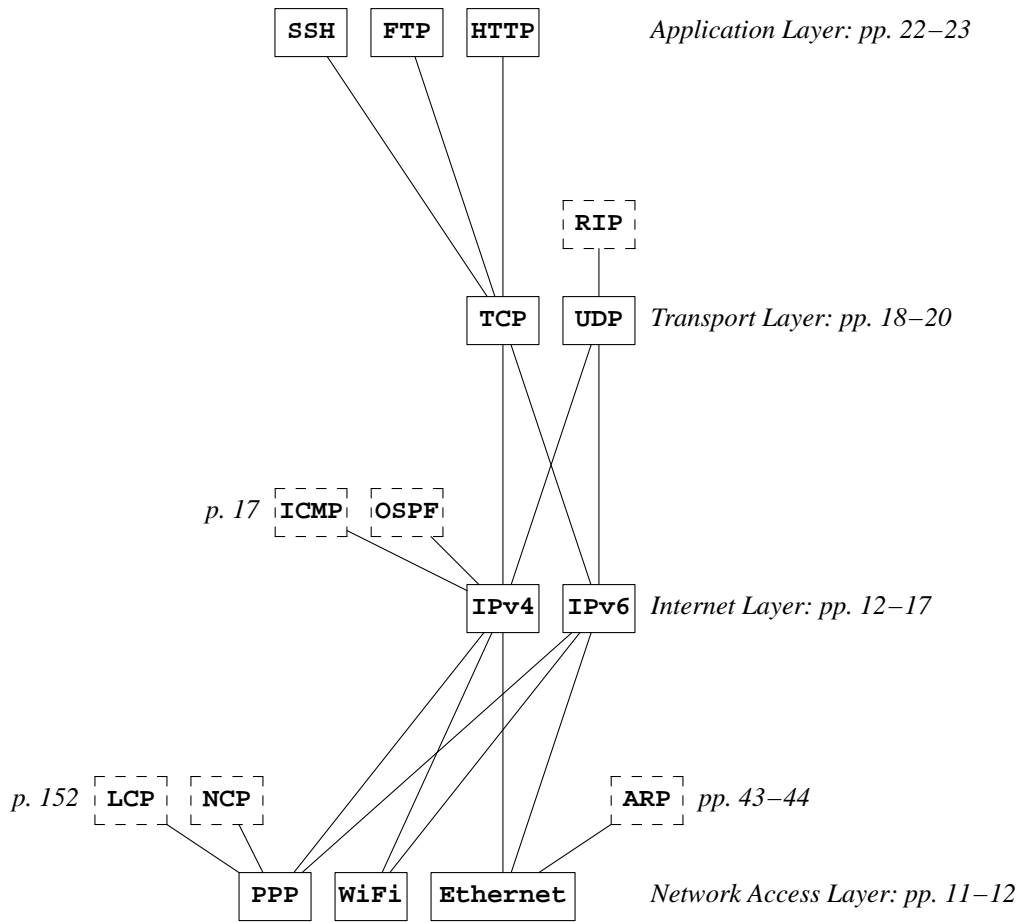 SSH FTP HTTP Application Layer: pp. 22–23
RIP
TCP UDP Transport Layer: pp. 18–20
p. 17 ICMP OSPF
IPv4 IPv6 Internet Layer: pp. 12–17
p. 152 LCP NCP ARP pp. 43–44
PPP WiFi Ethernet Network Access Layer: pp. 11–12